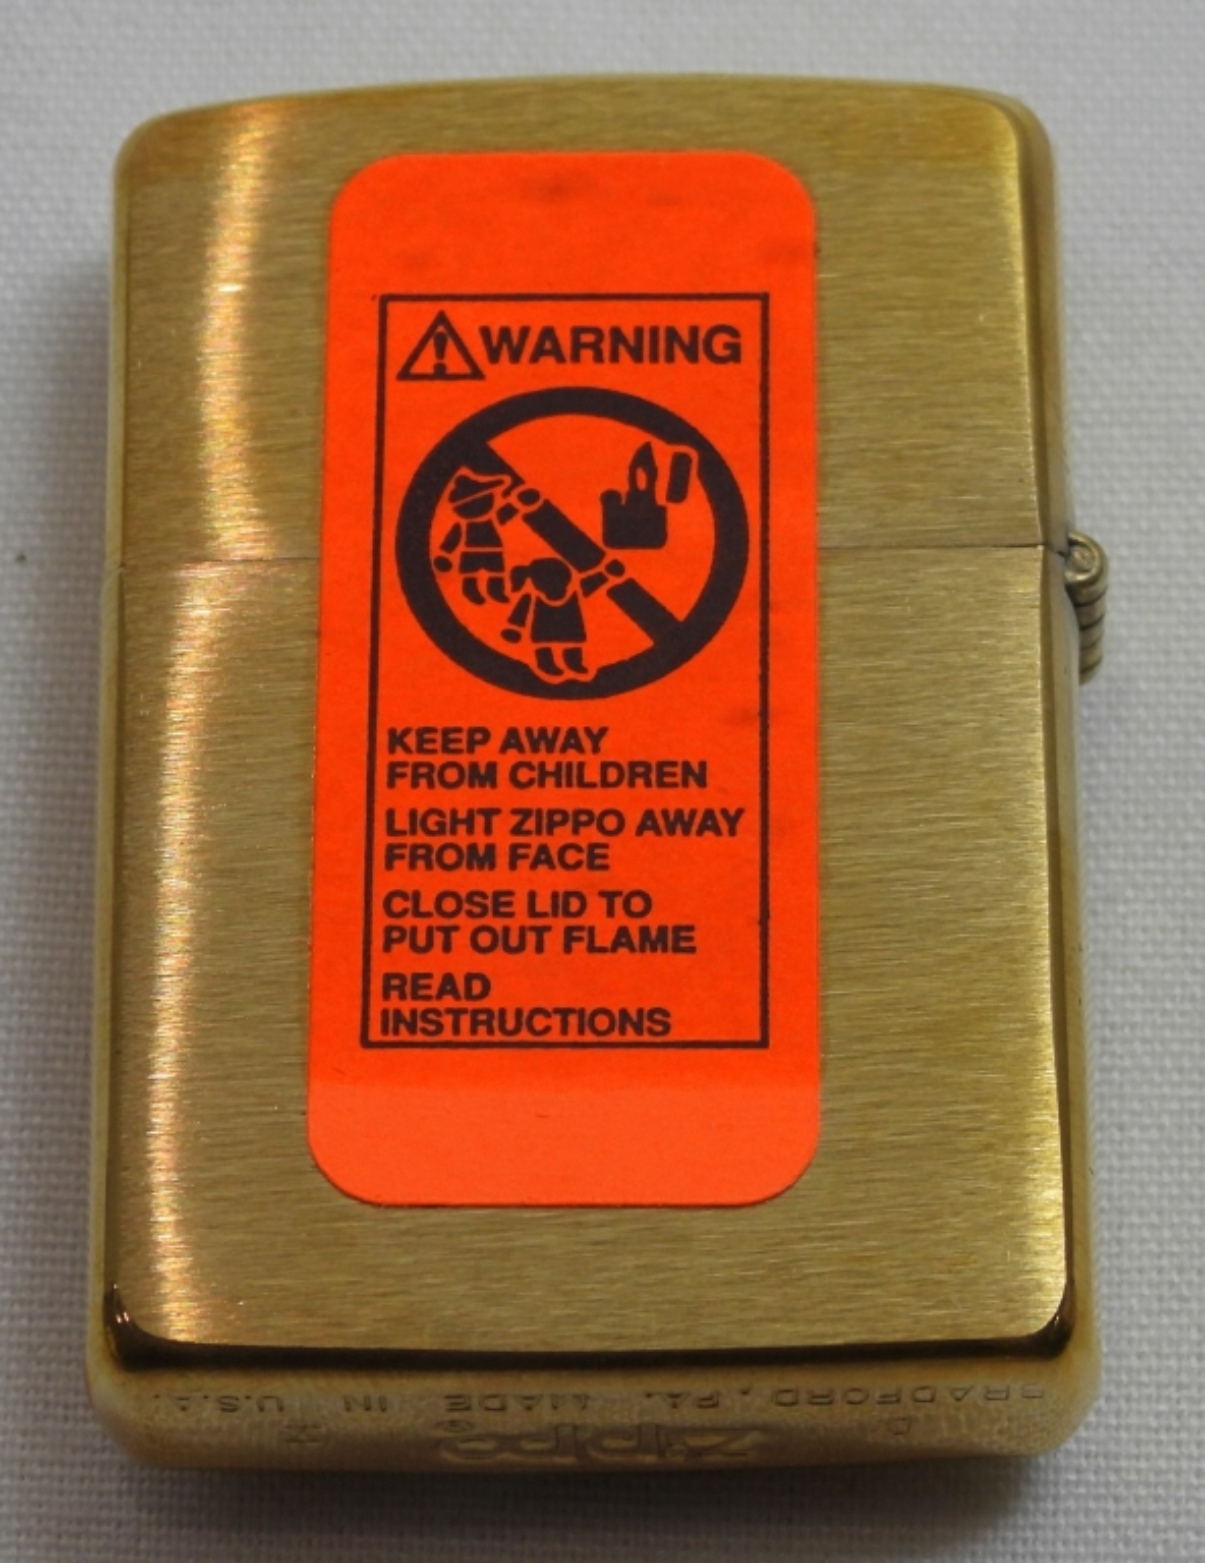 WARNING
KEEP AWAY
FROM CHILDREN
LIGHT ZIPPO AWAY
FROM FACE
CLOSE LID TO
PUT OUT FLAME
READ
INSTRUCTIONS
BRADFORD, PA. MADE IN U.S.A.
Zippo ®